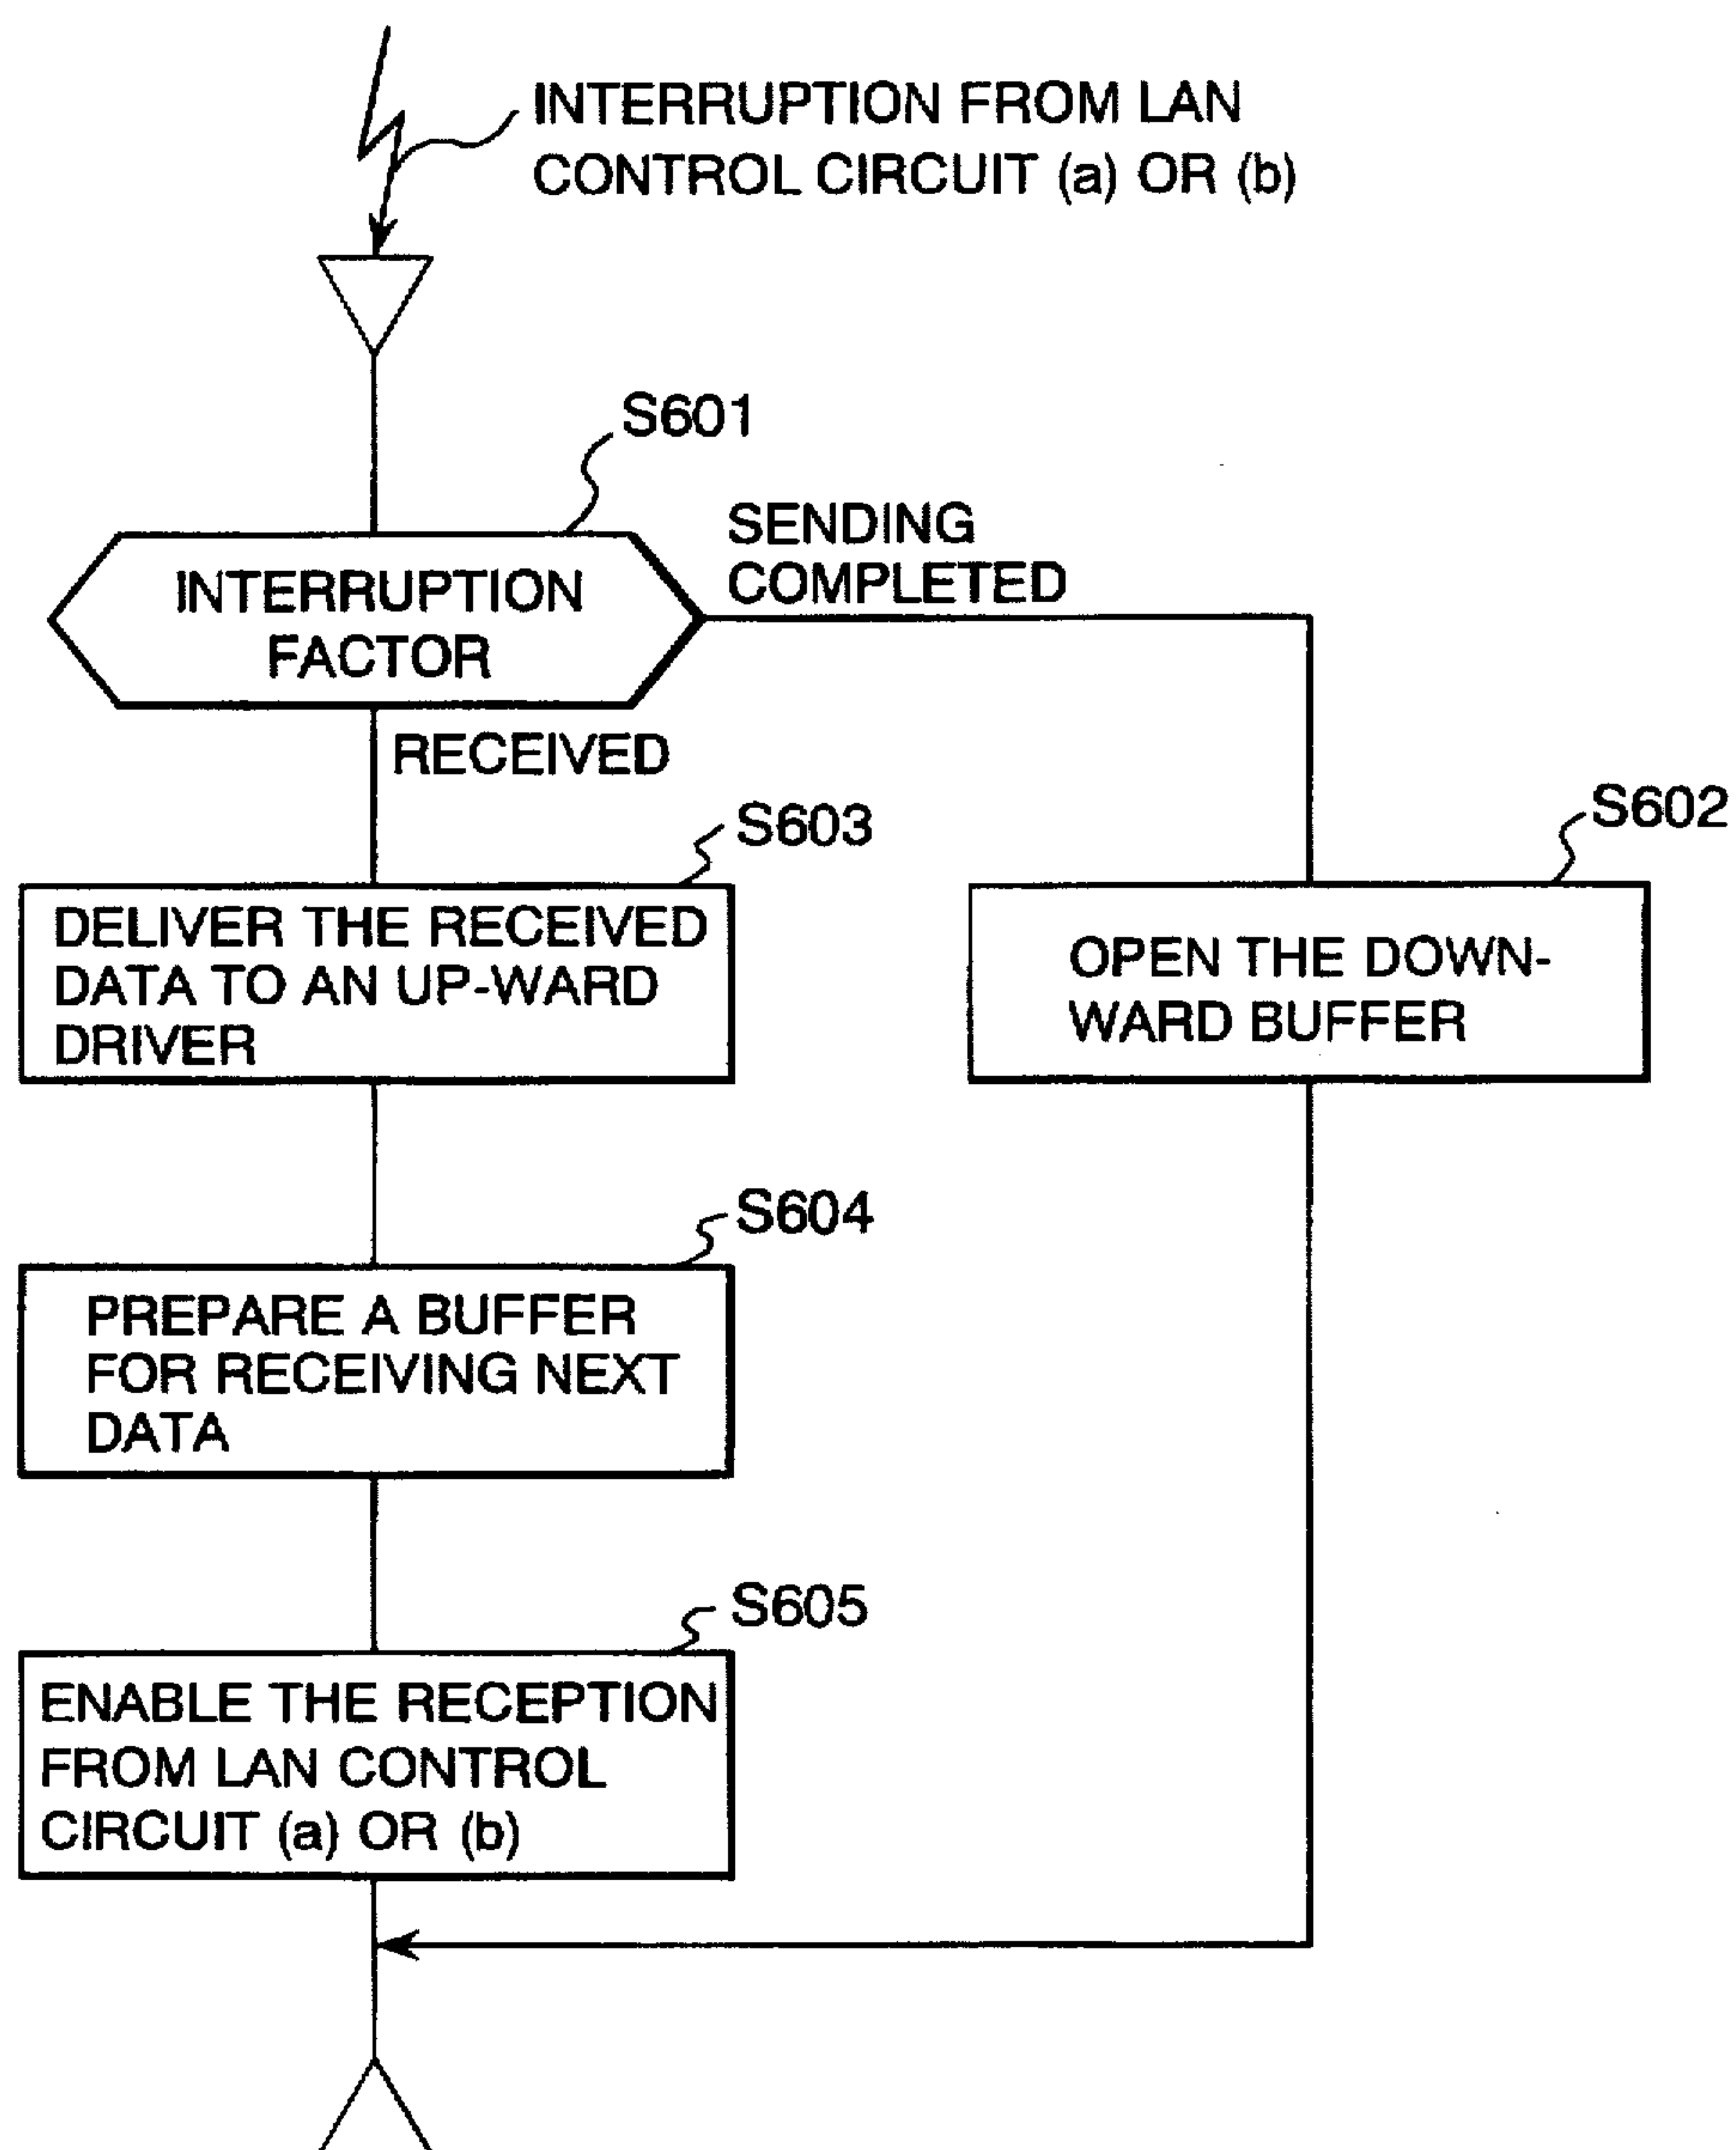 INTERRUPTION FROM LAN
CONTROL CIRCUIT (a) OR (b)
S601
SENDING
COMPLETED
INTERRUPTION
FACTOR
RECEIVED
S603
S602
DELIVER THE RECEIVED
DATA TO AN UP-WARD
DRIVER
OPEN THE DOWN-
WARD BUFFER
S604
PREPARE A BUFFER
FOR RECEIVING NEXT
DATA
S605
ENABLE THE RECEPTION
FROM LAN CONTROL
CIRCUIT (a) OR (b)